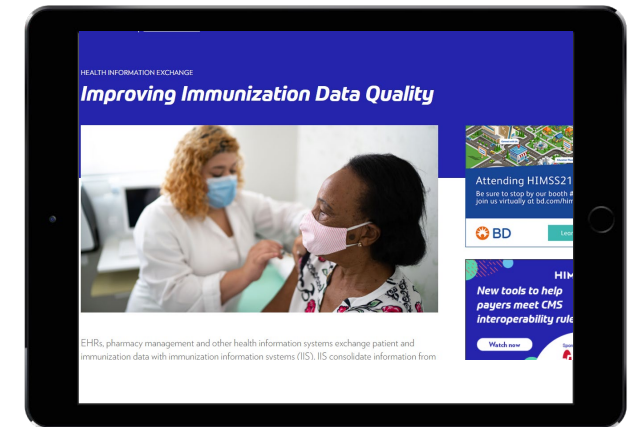 HEALTH INFORMATION EXCHANGE
Improving Immunization Data Quality
Attending HIMSS21
Be sure to stop by our booth #
join us virtually at bd.com/him
BD
Lear
HIM
New tools to help
payers meet CMS
interoperability rule
Watch now
Spon
EHRs, pharmacy management and other health information systems exchange patient and
immunization data with immunization information systems (IIS). IIS consolidate information from